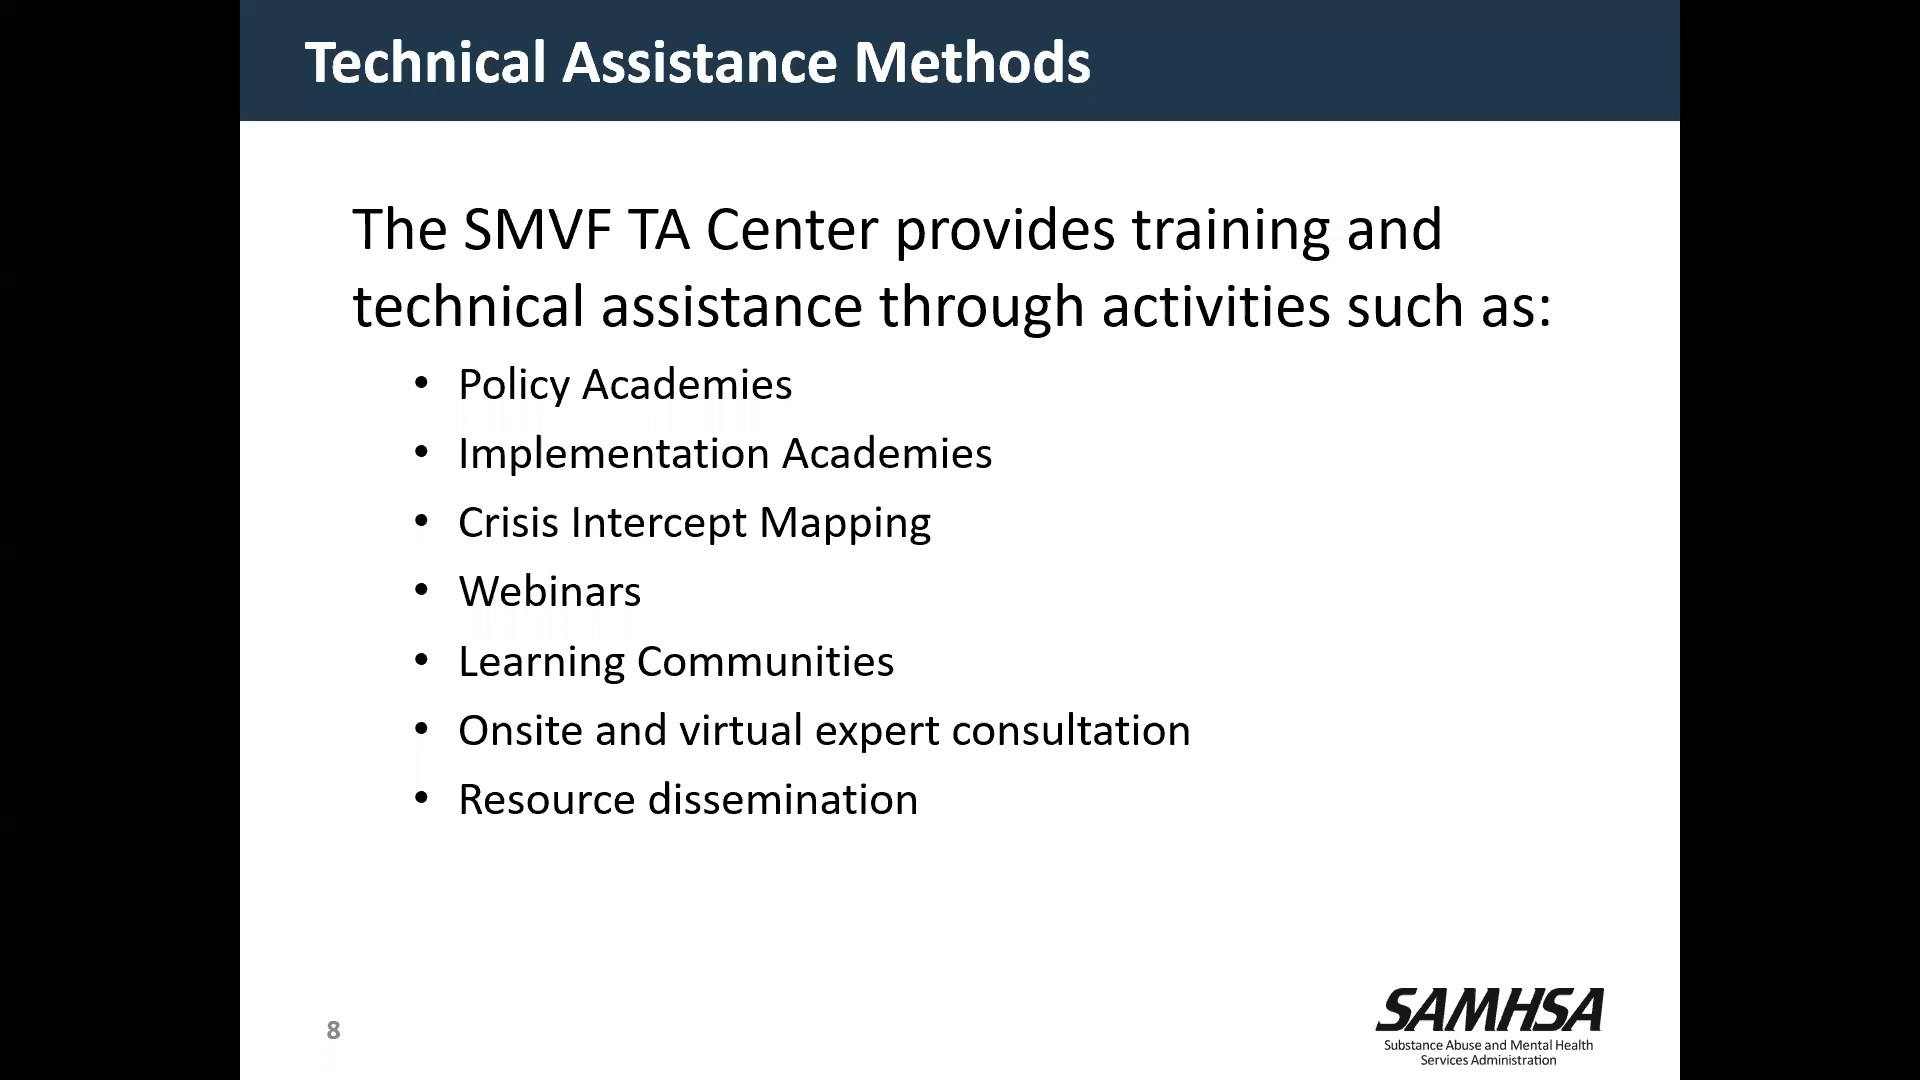 Technical Assistance Methods
The SMVF TA Center provides training and
technical assistance through activities such as:
• Policy Academies
• Implementation Academies
• Crisis Intercept Mapping
• Webinars
• Learning Communities
• Onsite and virtual expert consultation
• Resource dissemination
8
SAMHSA
Substance Abuse and Mental Health
Services Administration